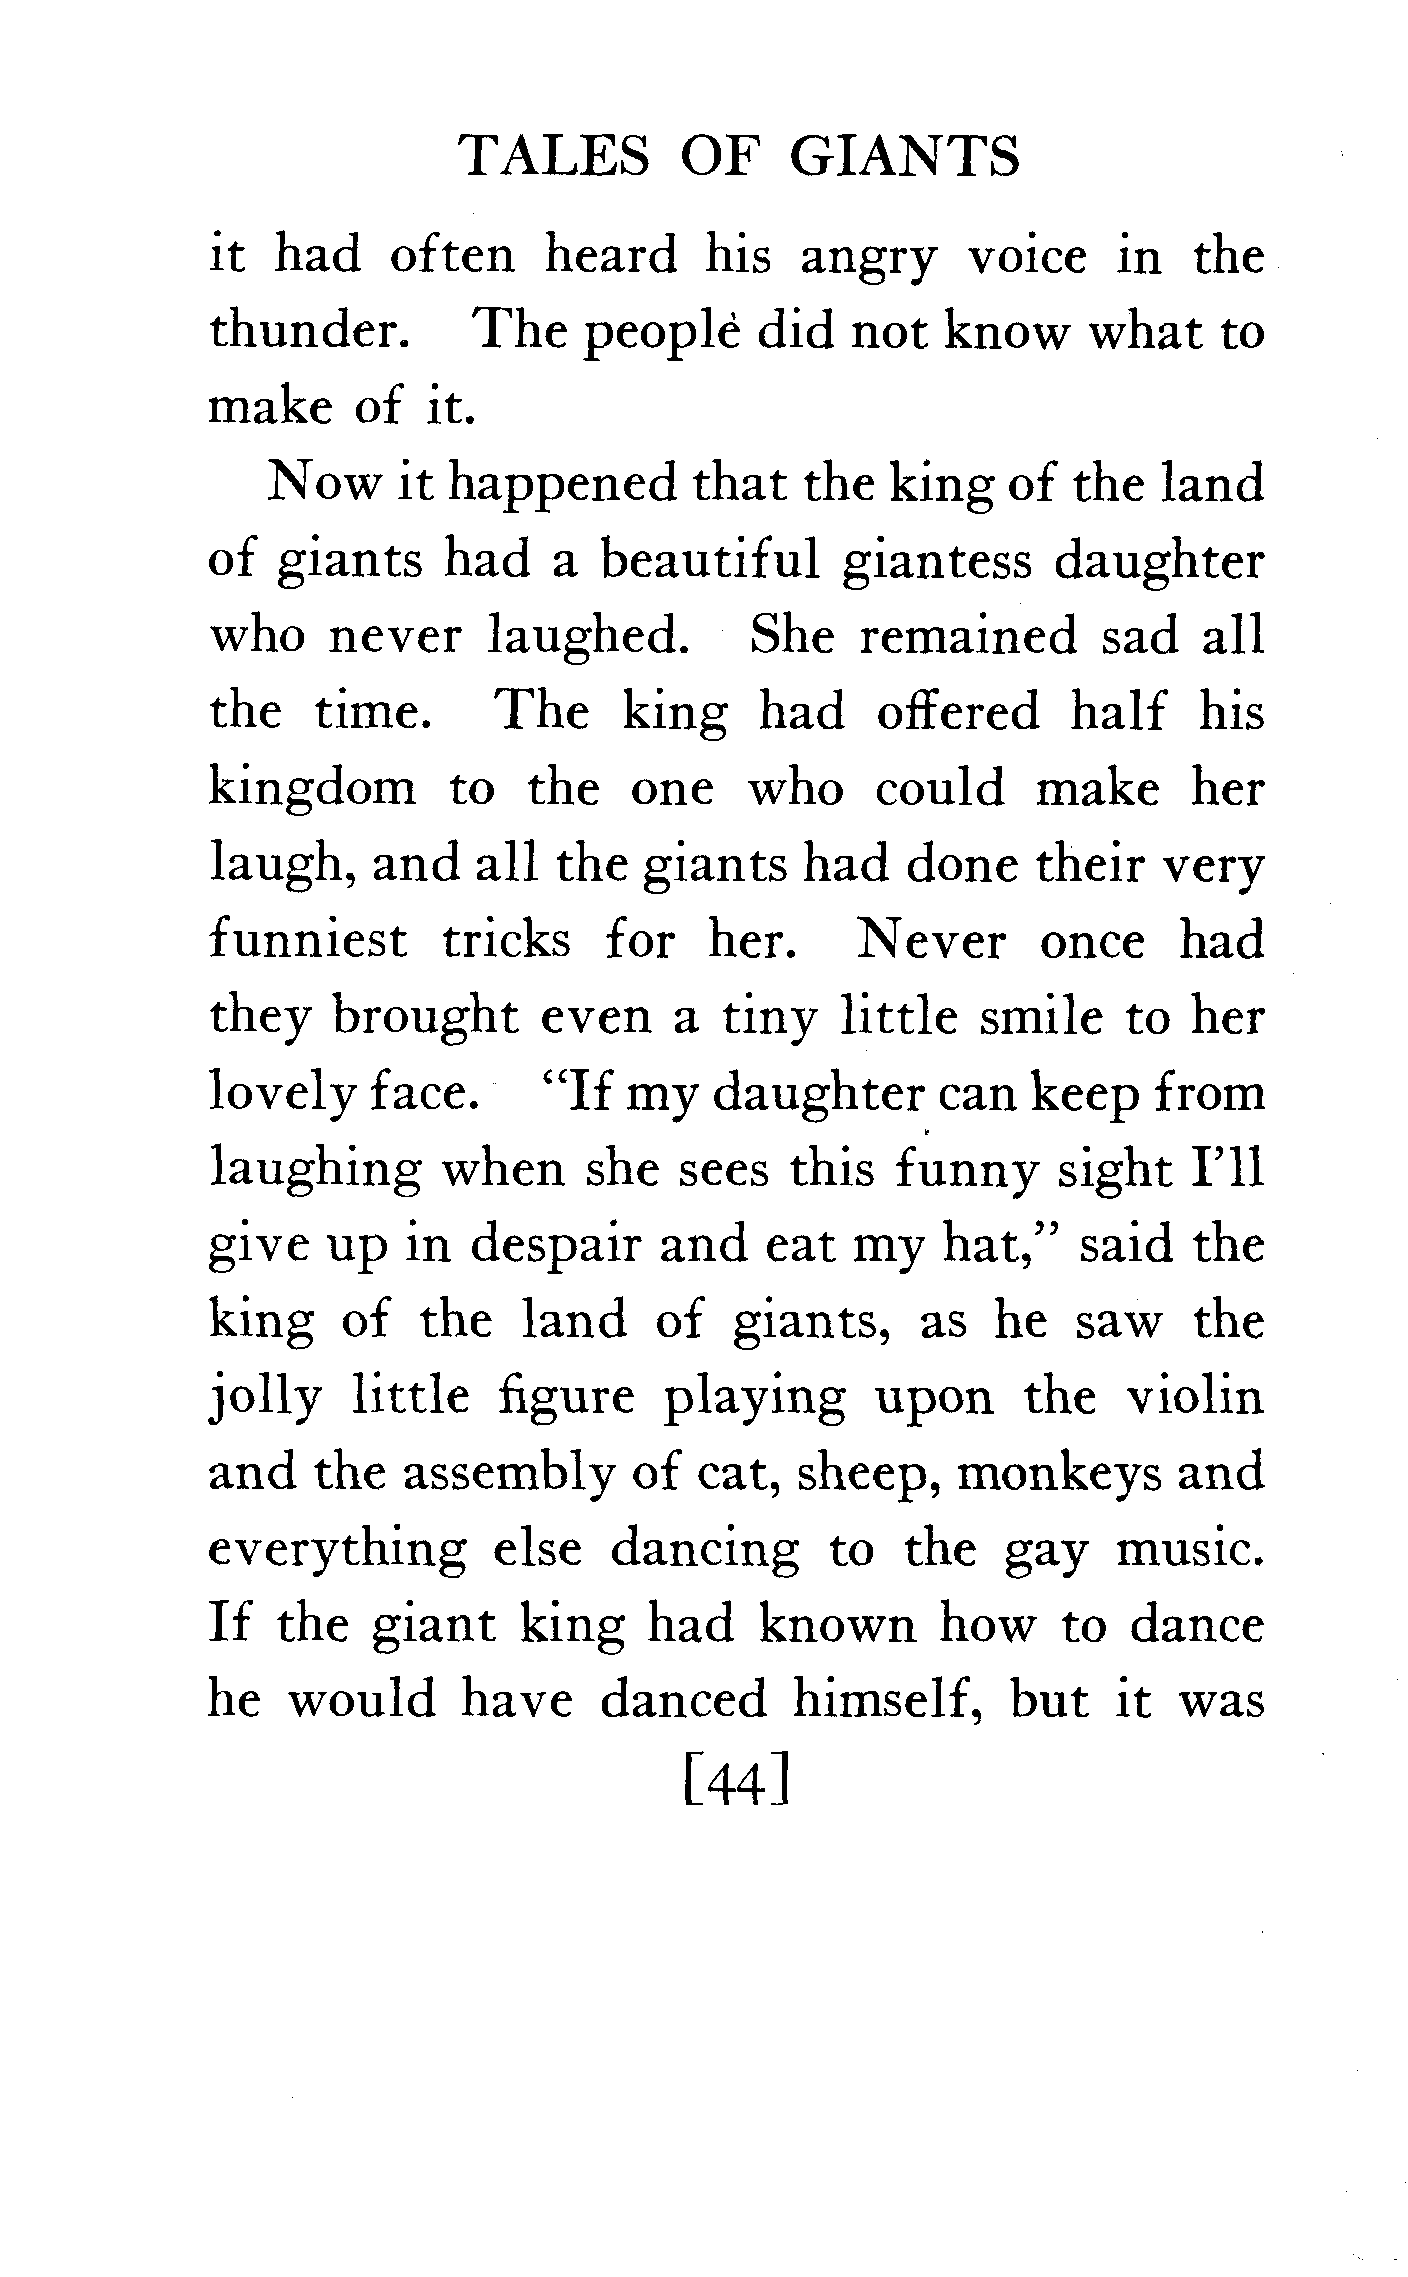 TALES OF GIANTS
it had often heard his angry voice in the
thunder. The people did not know what to
make of it.
Now it happened that the king of the land
of giants had a beautiful giantess daughter
who never laughed. She remained sad all
the time. The king had offered half his
kingdom to the one who could make her
laugh, and all the giants had done their very
funniest tricks for her. Never once had
they brought even a tiny little smile to her
lovely face. "If my daughter can keep from
laughing when she sees this funny sight I'll
give up in despair and eat my hat," said the
king of the land of giants, as he saw the
jolly little figure playing upon the violin
and the assembly of cat, sheep, monkeys and
everything else dancing to the gay music.
If the giant king had known how to dance
he would have danced himself, but it was
[44]